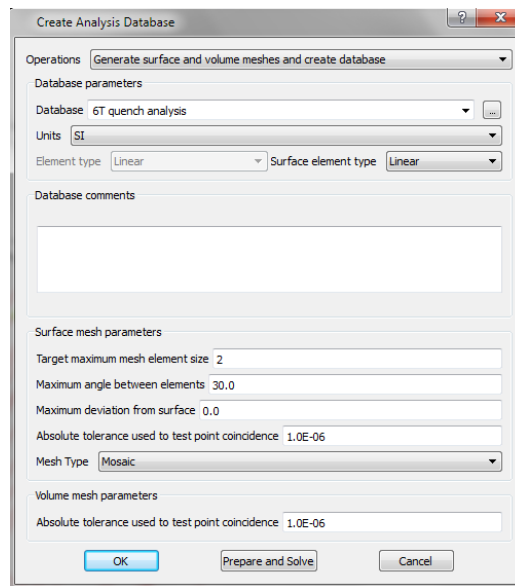 Create Analysis Database
? X
Operations Generate surface and volume meshes and create database
Database parameters
Database 6T quench analysis ...
Units SI
Element type Linear Surface element type Linear
Database comments
Surface mesh parameters
Target maximum mesh element size 2
Maximum angle between elements 30.0
Maximum deviation from surface 0.0
Absolute tolerance used to test point coincidence 1.0E-06
Mesh Type Mosaic
Volume mesh parameters
Absolute tolerance used to test point coincidence 1.0E-06
OK Prepare and Solve Cancel